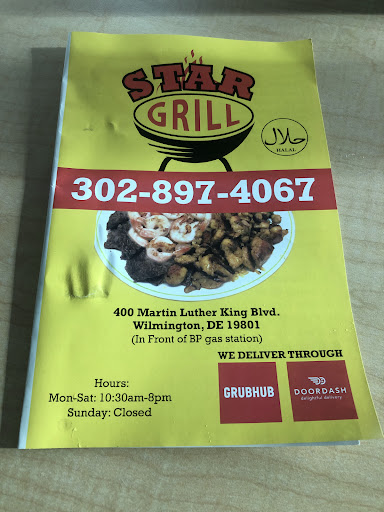 STAR
GRILL
حلال
HALAL
302-897-4067
400 Martin Luther King Blvd.
Wilmington, DE 19801
(In Front of BP gas station)
WE DELIVER THROUGH
GRUBHUB
DOORDASH
delightful delivery
Hours:
Mon-Sat: 10:30am-8pm
Sunday: Closed